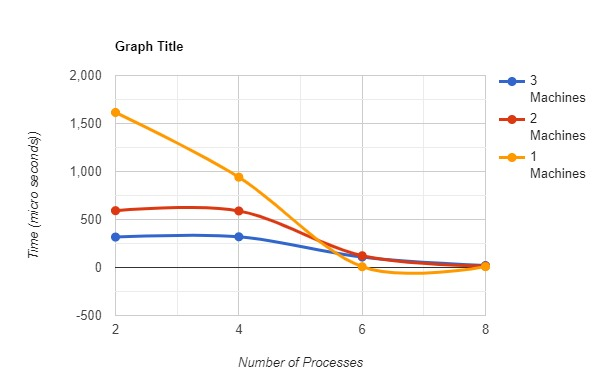 Graph Title
2,000
1,500
1,000
500
0
-500
2
4
6
8
Time (micro seconds))
Number of Processes
3
Machines
2
Machines
1
Machines